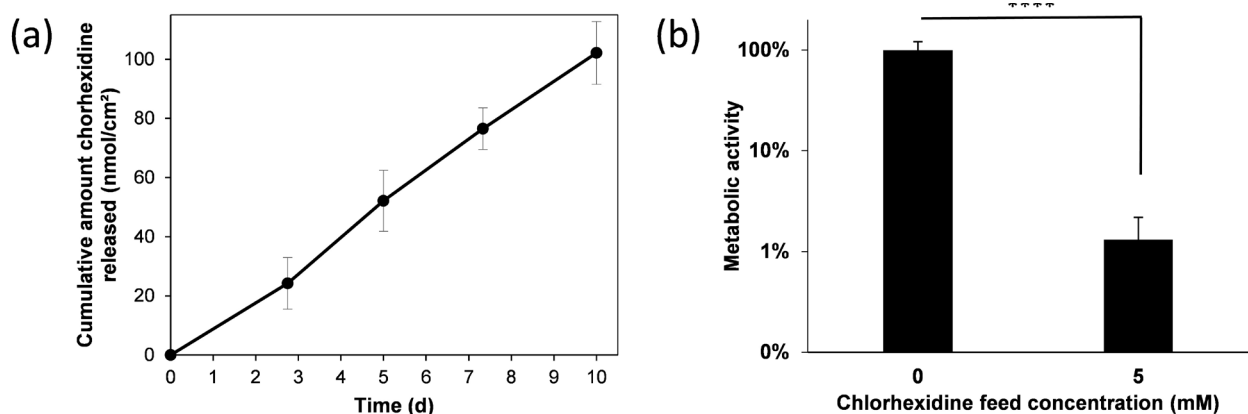 (a)
Cumulative amount chorhexidine
released (nmol/cm²)
100
80
60
40
20
0
0 1 2 3 4 5 6 7 8 9 10
Time (d)
(b)
****
Metabolic activity
100%
10%
1%
0%
0 5
Chlorhexidine feed concentration (mM)